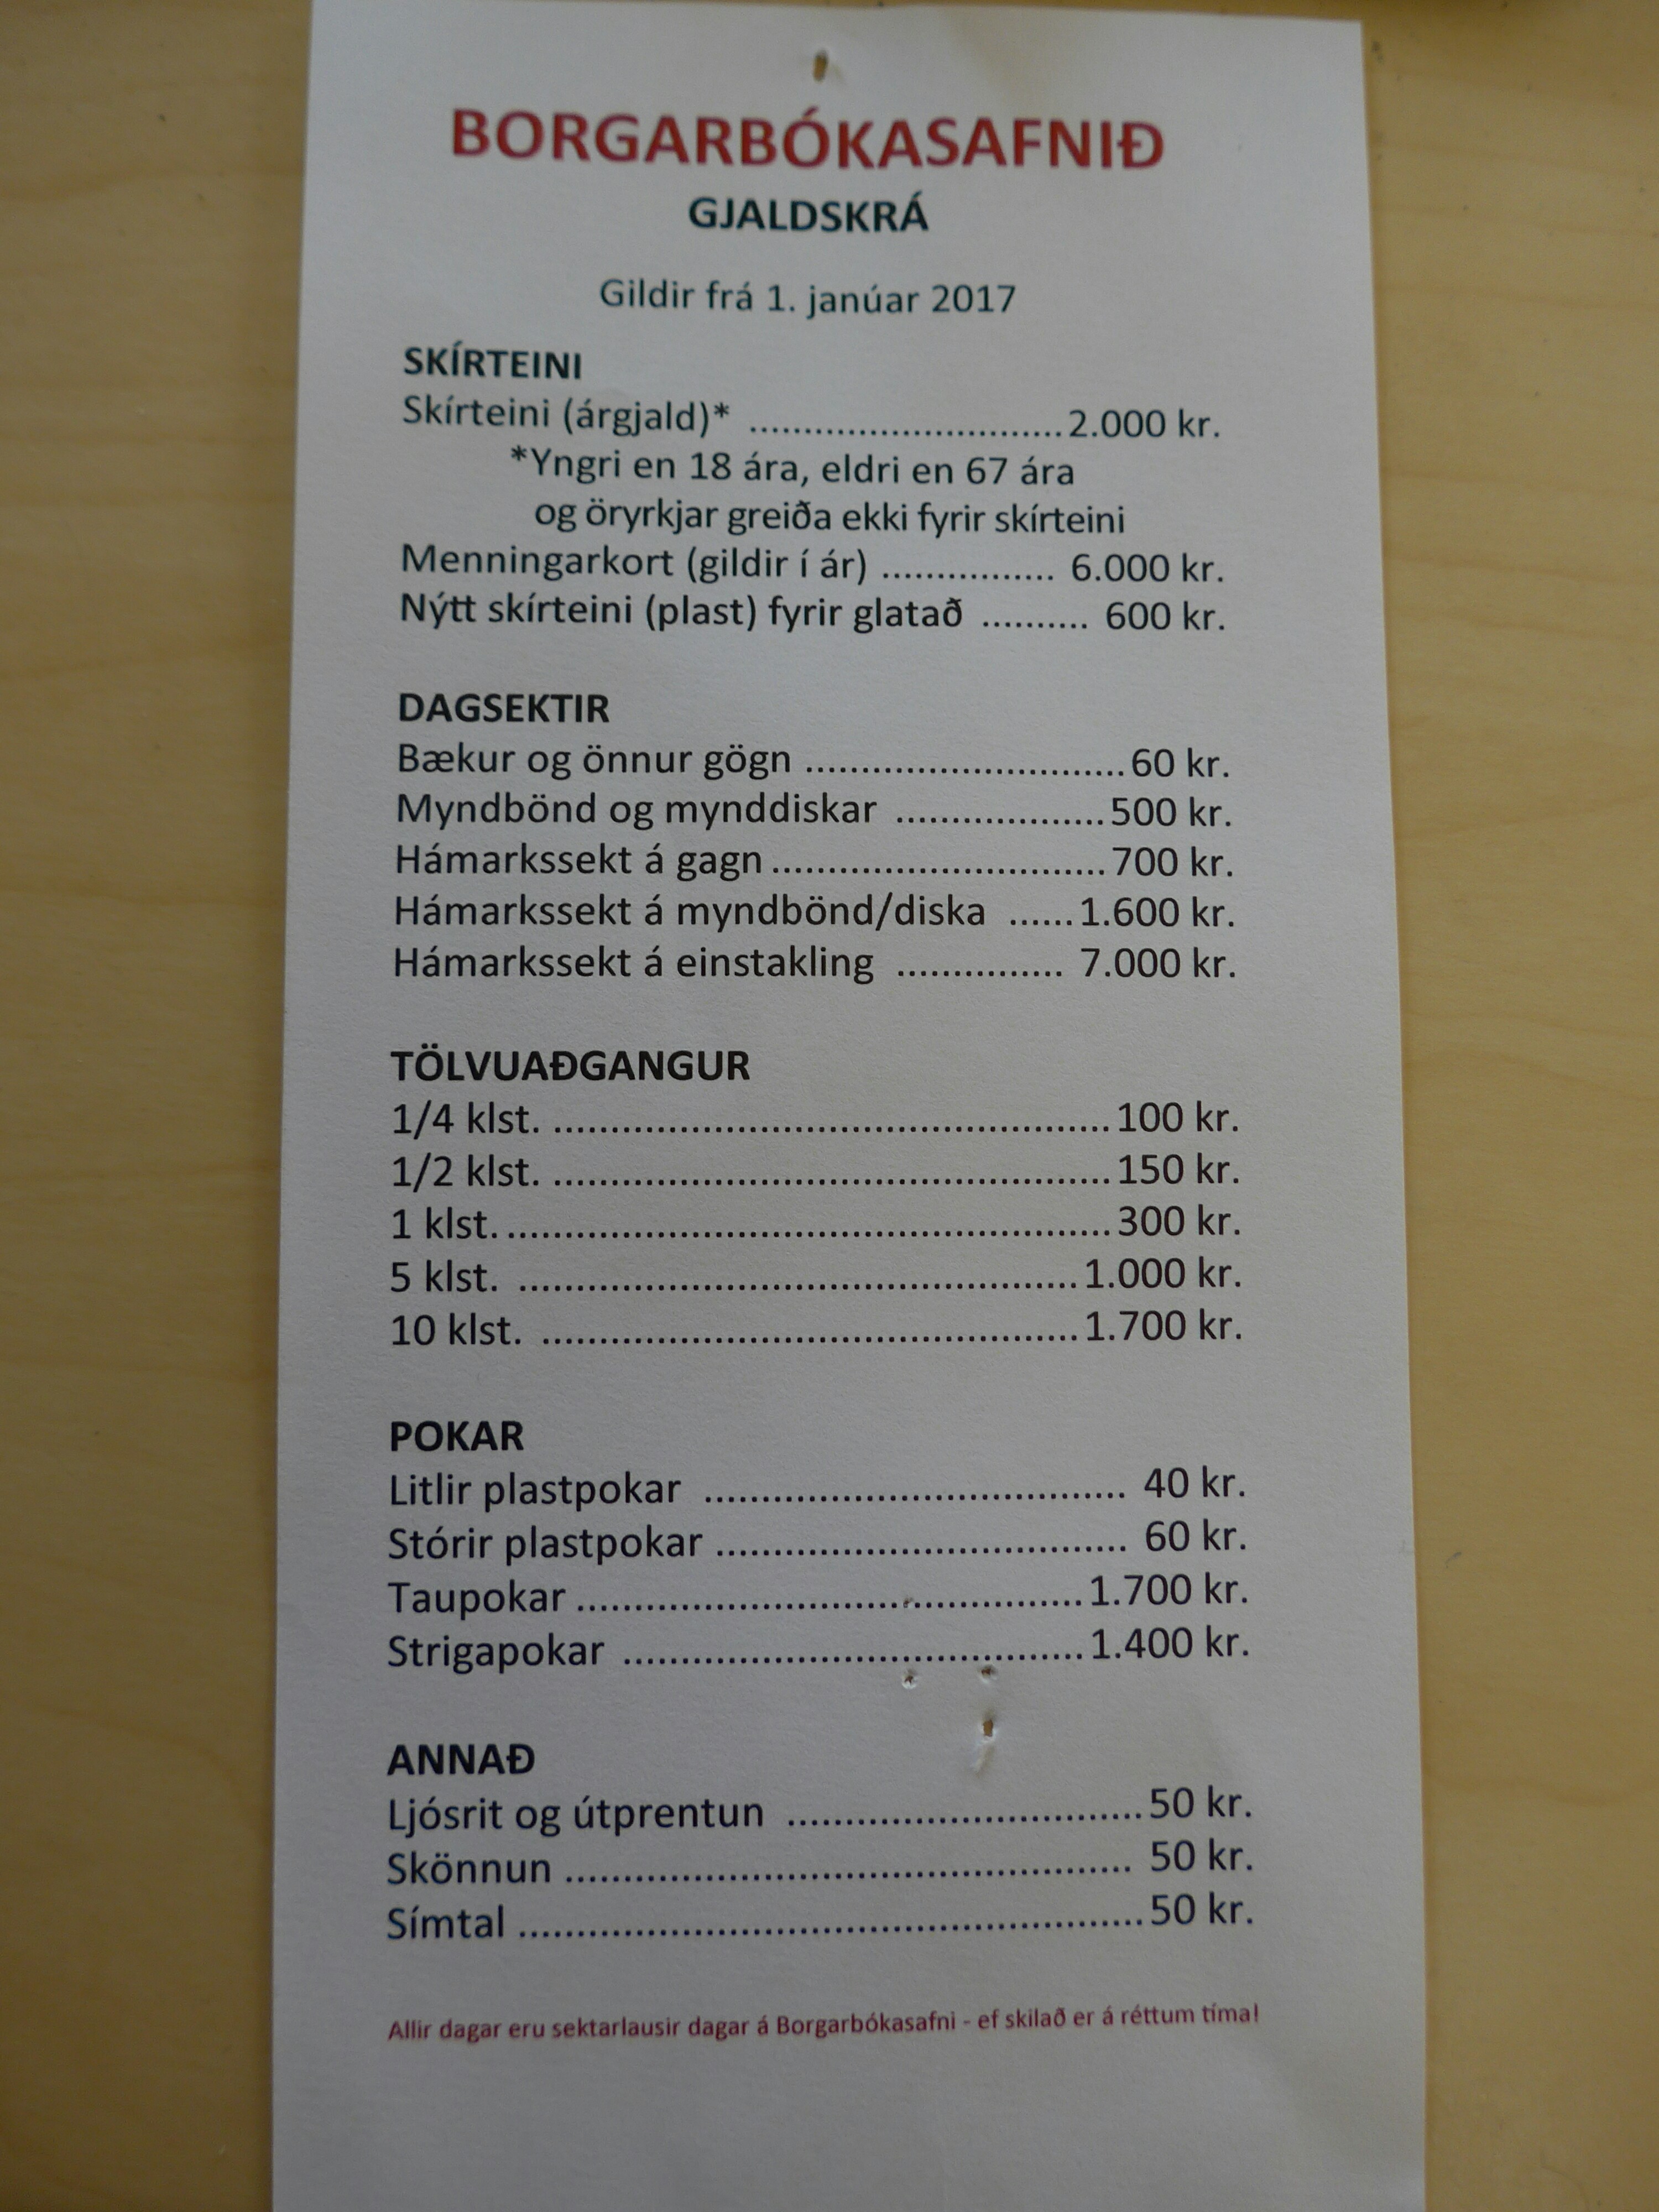 BORGARBÓKASAFNIÐ
GJALDSKRÁ
Gildir frá 1. janúar 2017
SKÍRTEINI
Skírteini (árgjald)* ..................................2.000 kr.
*Yngri en 18 ára, eldri en 67 ára
og öryrkjar greiða ekki fyrir skírteini
Menningarkort (gildir í ár) ................ 6.000 kr.
Nýtt skírteini (plast) fyrir glatað .......... 600 kr.
DAGSEKTIR
Bækur og önnur gögn ..............................60 kr.
Myndbönd og mynddiskar ...................500 kr.
Hámarkssekt á gagn..............................700 kr.
Hámarkssekt á myndbönd/diska ......1.600 kr.
Hámarkssekt á einstakling ............... 7.000 kr.
TÖLVUAÐGANGUR
1/4 klst. ................................................100 kr.
1/2 klst. ................................................150 kr.
1 klst.....................................................300 kr.
5 klst. ................................................1.000 kr.
10 klst. ..............................................1.700 kr.
POKAR
Litlir plastpokar ..................................... 40 kr.
Stórir plastpokar .................................... 60 kr.
Taupokar ............................................1.700 kr.
Strigapokar ........................................1.400 kr.
ANNAÐ
Ljósrit og útprentun ...............................50 kr.
Skönnun ................................................. 50 kr.
Símtal ......................................................50 kr.
Allir dagar eru sektarlausir dagar á Borgarbókasafni - ef skilað er á réttum tíma!